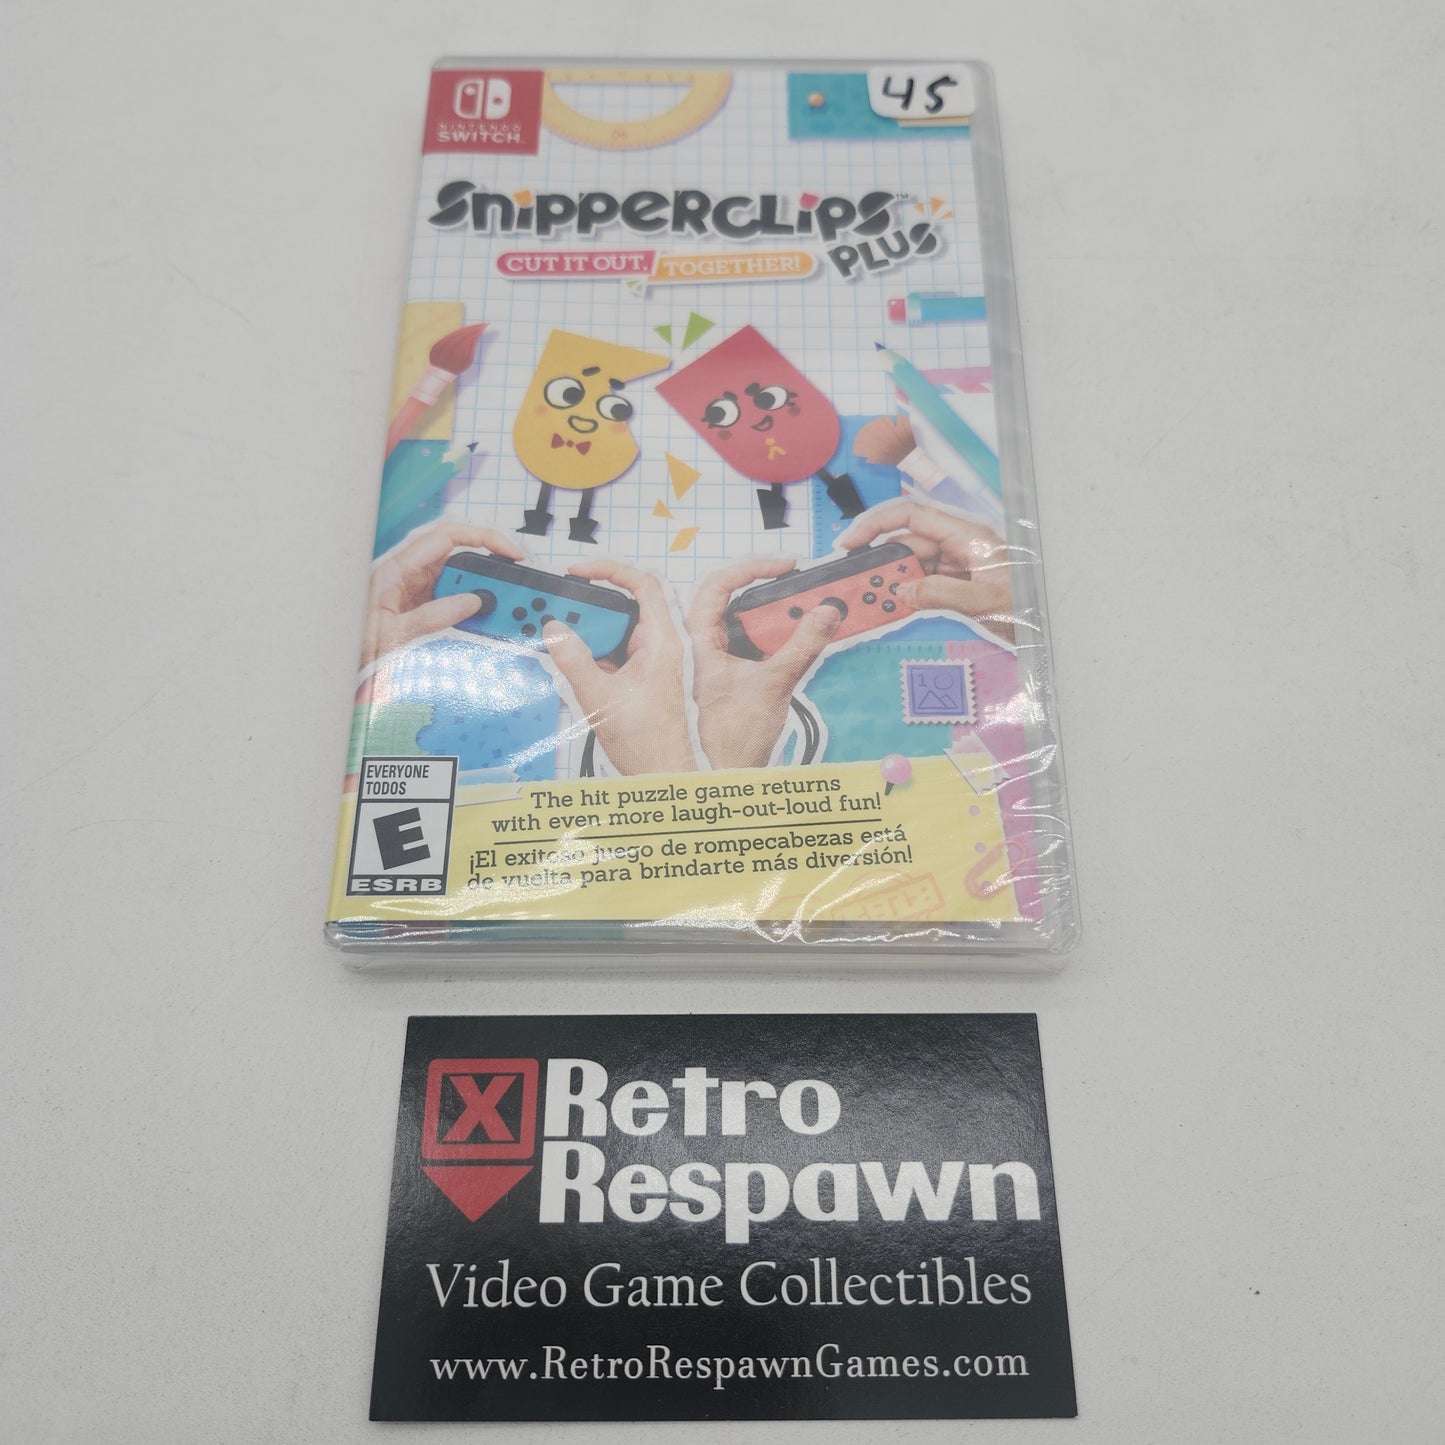 NINTENDO
SWITCH™
45
Snipperclips™
PLUS
CUT IT OUT, TOGETHER!
EVERYONE
TODOS
E
ESRB
The hit puzzle game returns
with even more laugh-out-loud fun!
¡El exitoso juego de rompecabezas está
de vuelta para brindarte más diversión!
X
Retro
Respawn
Video Game Collectibles
www.RetroRespawnGames.com